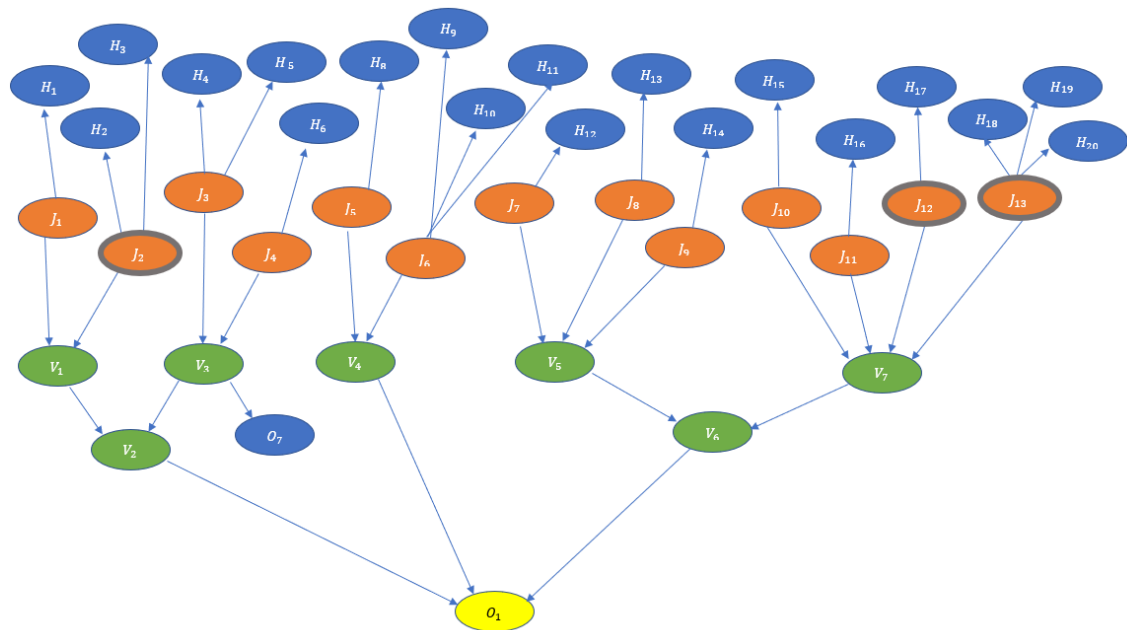 H₃
H₉
H₄
H₅
H₈
H₁₁
H₁
H₁₃
H₁₅
H₁₇
H₁₉
H₂
H₆
H₁₀
H₁₂
H₁₄
H₁₆
H₁₈
H₂₀
J₁
J₃
J₅
J₇
J₈
J₁₀
J₁₂
J₁₃
J₂
J₄
J₆
J₉
J₁₁
V₁
V₃
V₄
V₅
V₇
V₂
O₇
V₆
O₁